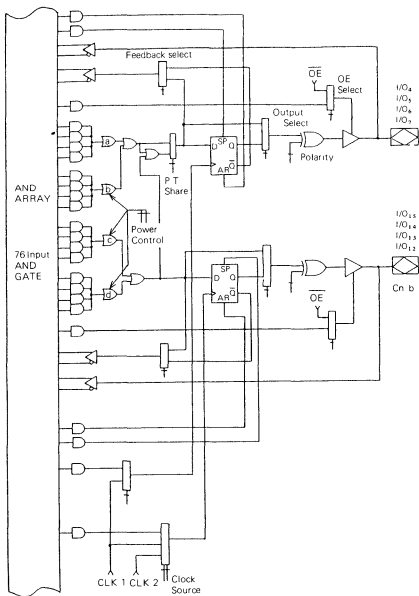 Feedback select
OE
OE
Select
I/O4
I/O5
I/O6
I/O9
Output
Select
a
SP
D Q
Q
AR
Polarity
P T
Share
b
AND
ARRAY
Power
Control
c
76 Input
AND
GATE
d
I/O15
I/O14
I/O13
I/O12
SP
D Q
Q
AR
Cn b
OE
CLK 1 CLK 2
Clock
Source